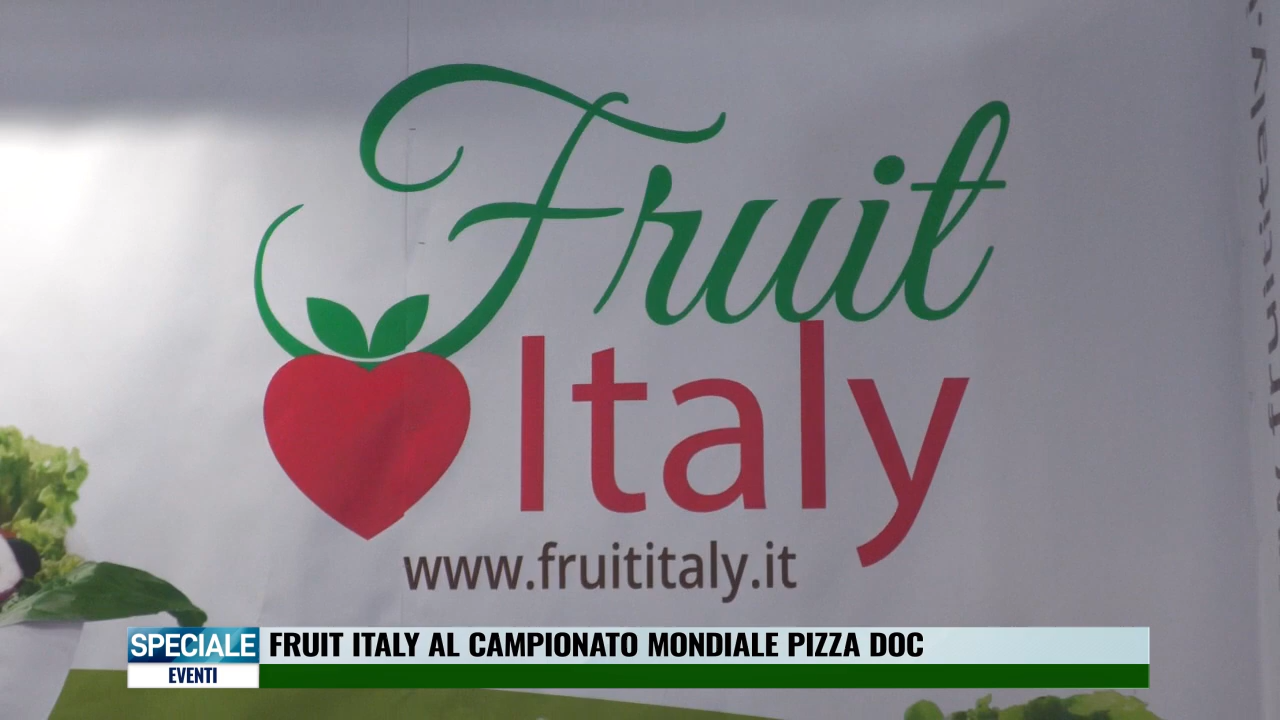 Fruit
Italy
www.fruititaly.it
SPECIALE
FRUIT ITALY AL CAMPIONATO MONDIALE PIZZA DOC
EVENTI